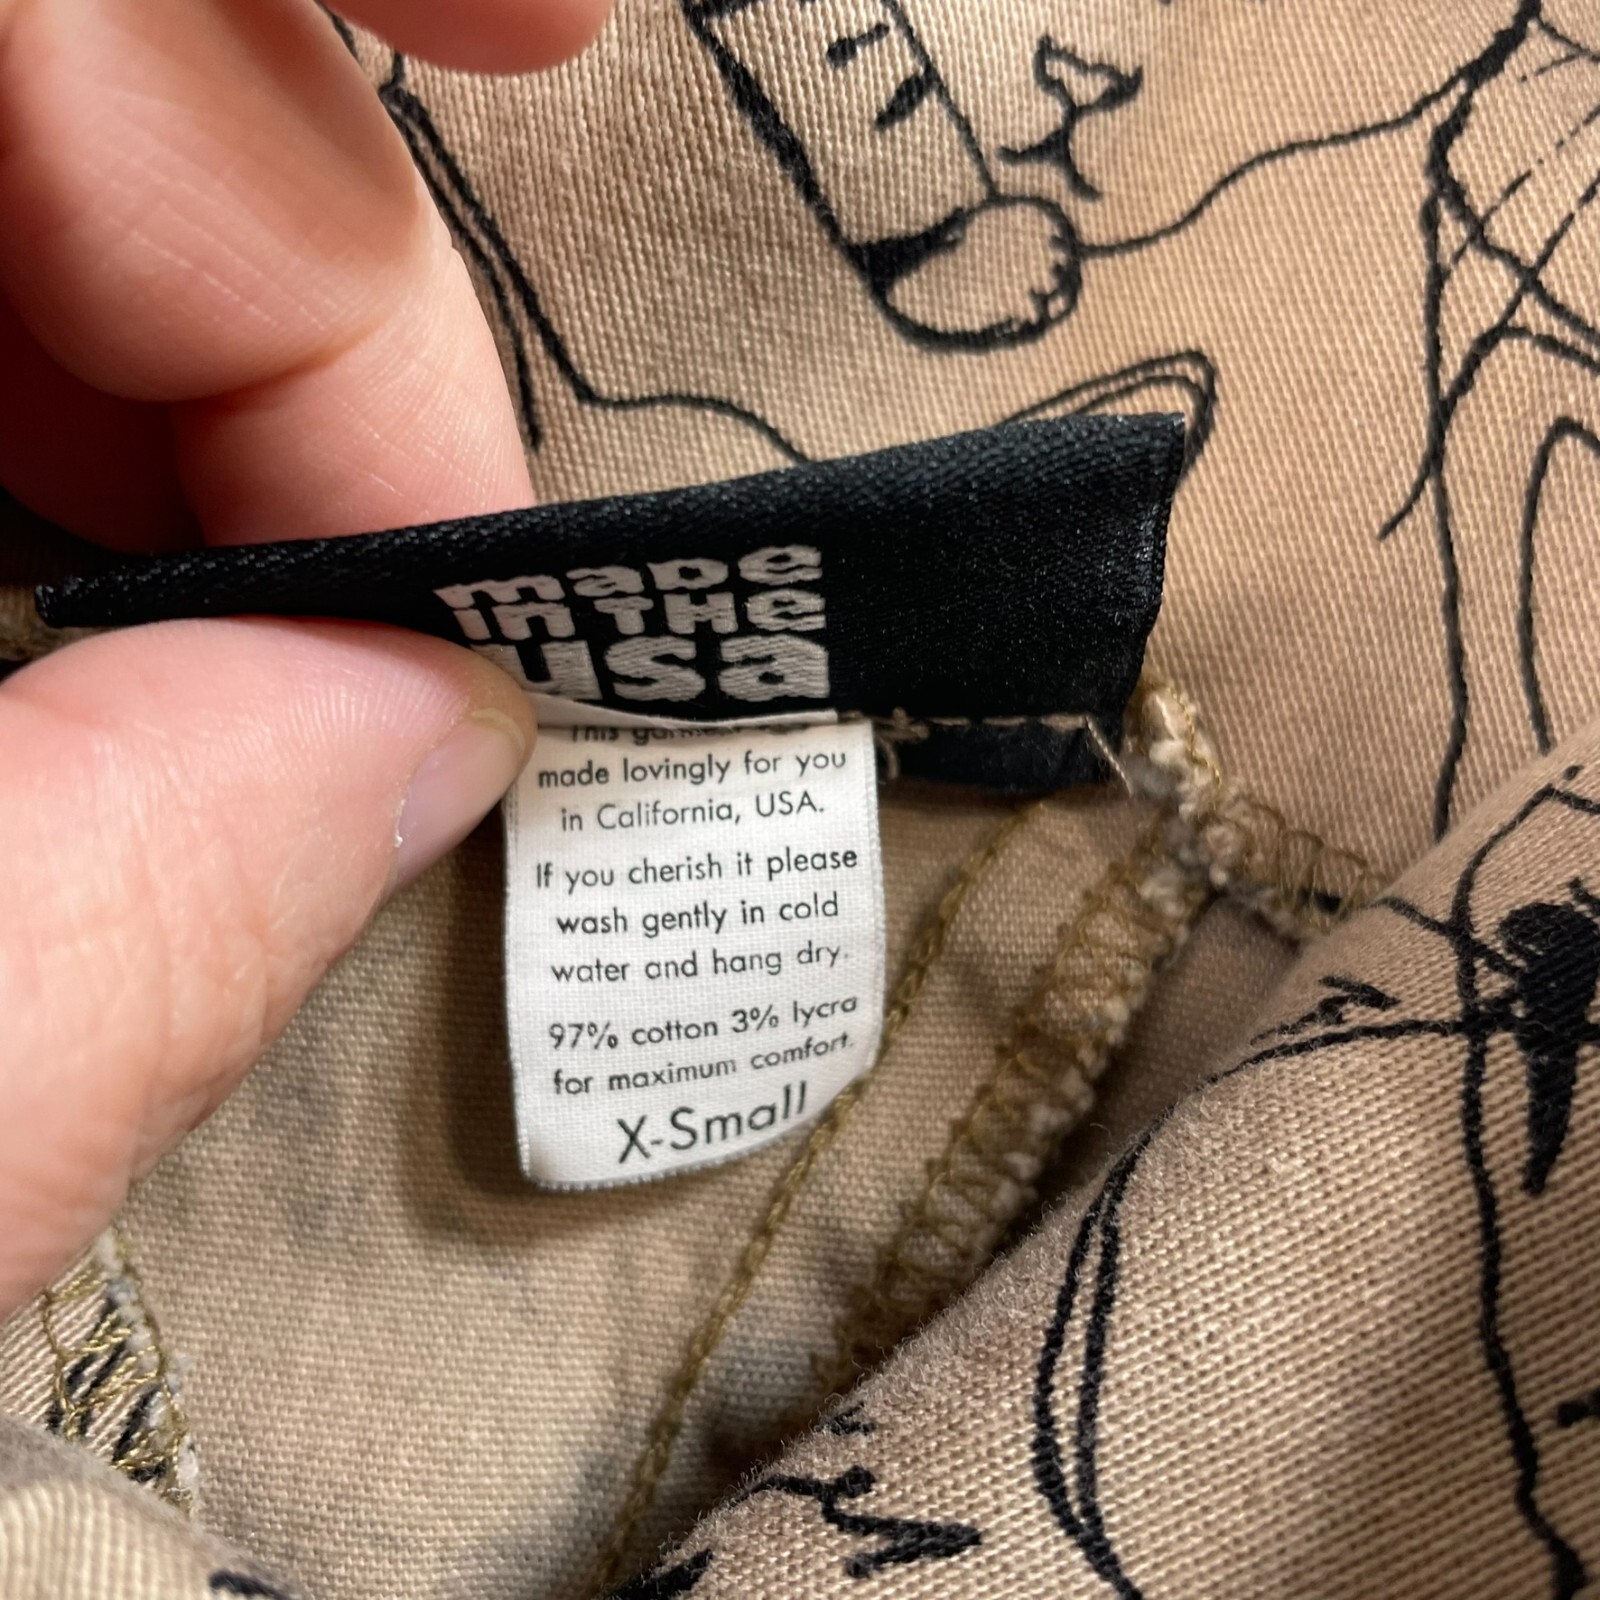 made
in THE
usa
This
made lovingly for you
in California, USA.
If you cherish it please
wash gently in cold
water and hang dry.
97% cotton 3% lycra
for maximum comfort.
X-Small